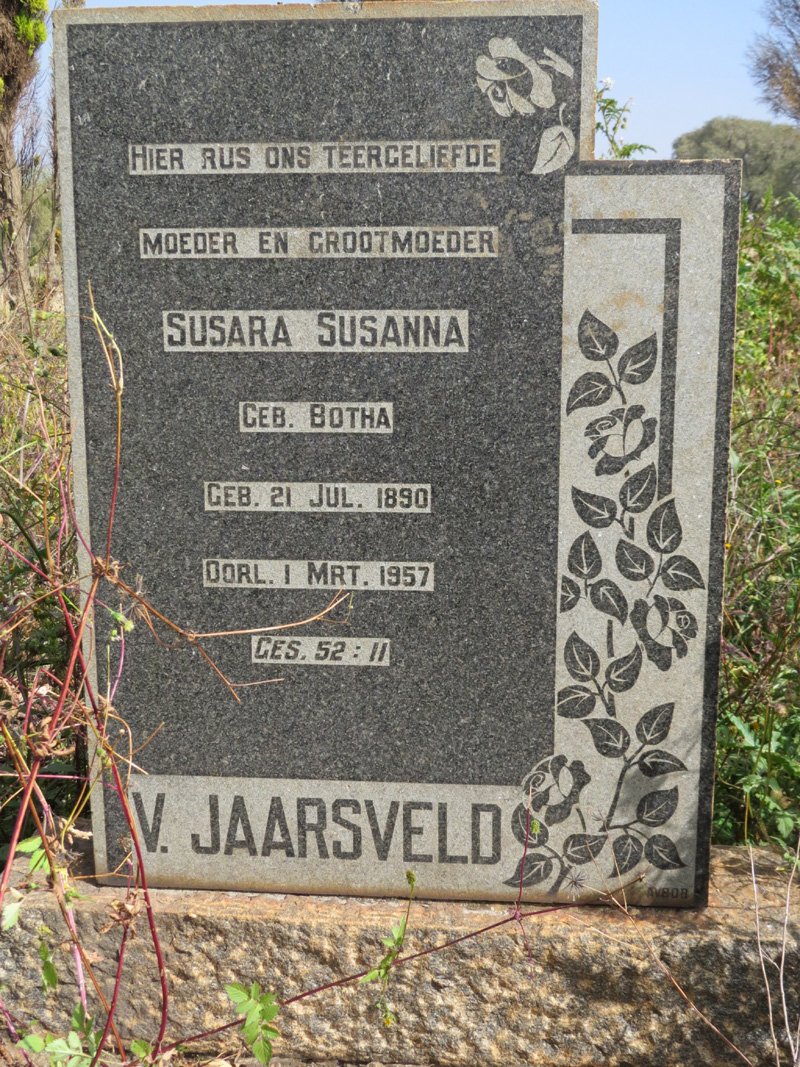 HIER RUS ONS TEERGELIEFDE
MOEDER EN GROOTMOEDER
SUSARA SUSANNA
GEB. BOTHA
GEB. 21 JUL. 1890
OORL. 1 MRT. 1957
GES. 52 : 11
V. JAARSVELD